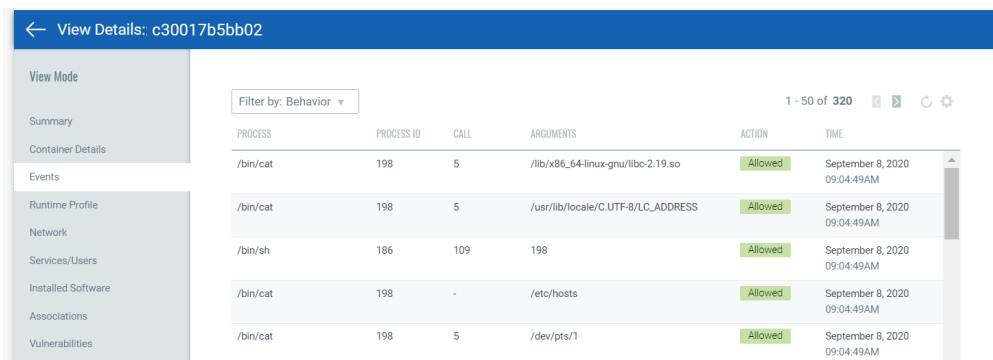 ← View Details:: c30017b5bb02
View Mode
Summary
Container Details
Events
Runtime Profile
Network
Services/Users
Installed Software
Associations
Vulnerabilities
Filter by: Behavior
1 - 50 of 320
PROCESS PROCESS ID CALL ARGUMENTS ACTION TIME
/bin/cat 198 5 /lib/x86_64-linux-gnu/libc-2.19.so Allowed September 8, 2020
09:04:49AM
/bin/cat 198 5 /usr/lib/locale/C.UTF-8/LC_ADDRESS Allowed September 8, 2020
09:04:49AM
/bin/sh 186 109 198 Allowed September 8, 2020
09:04:49AM
/bin/cat 198 - /etc/hosts Allowed September 8, 2020
09:04:49AM
/bin/cat 198 5 /dev/pts/1 Allowed September 8, 2020
09:04:49AM